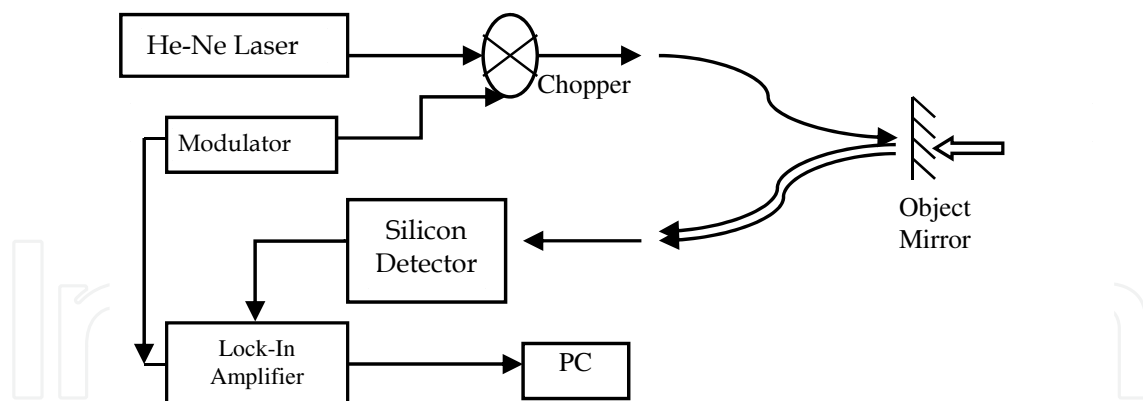 He-Ne Laser
Chopper
Modulator
Object
Mirror
Silicon
Detector
Lock-In
Amplifier
PC